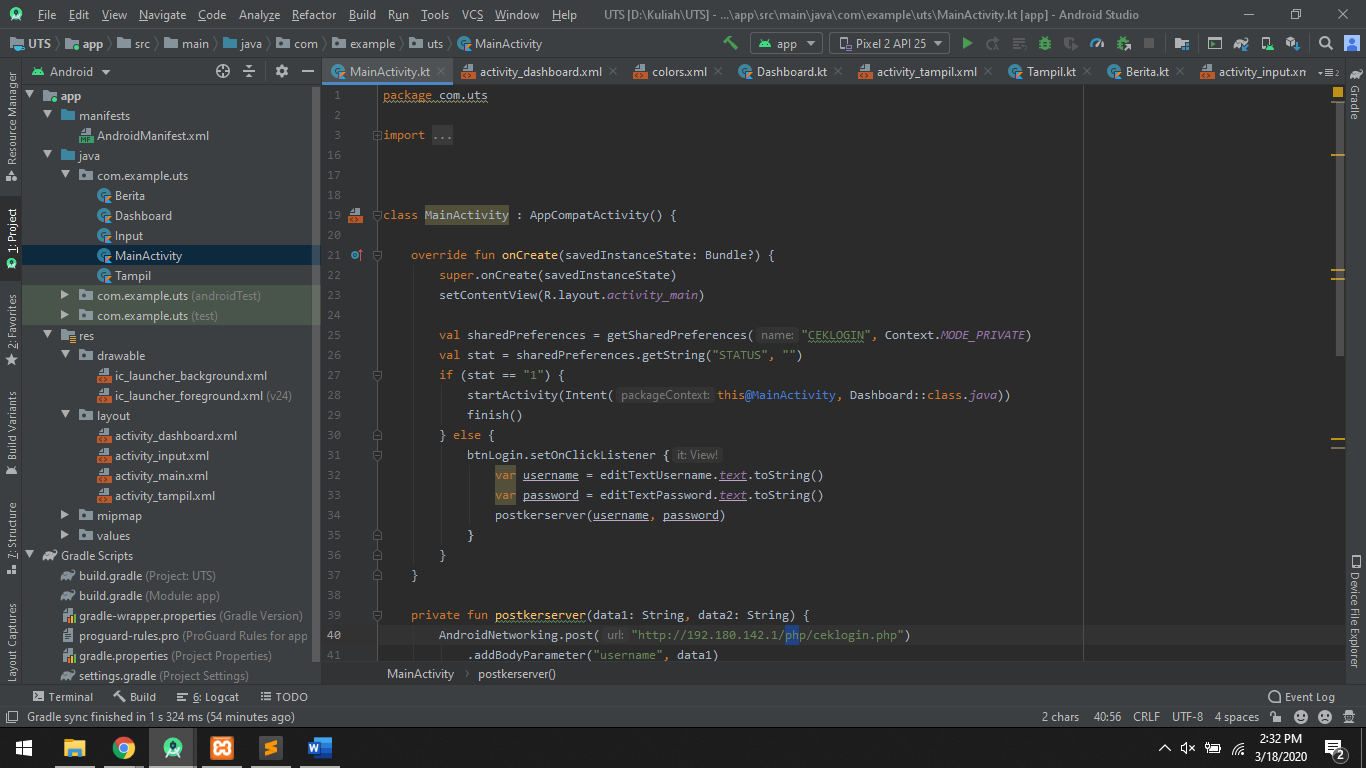 File Edit View Navigate Code Analyze Refactor Build Run Tools VCS Window Help UTS [D:\Kuliah\UTS] - ...\app\src\main\java\com\example\uts\MainActivity.kt [app] - Android Studio
UTS app src main java com example uts MainActivity app Pixel 2 API 25
Android MainActivity.kt activity_dashboard.xml colors.xml Dashboard.kt activity_tampil.xml Tampil.kt Berita.kt activity_input.xm 2
Resource Manager
1: Project
2: Favorites
Build Variants
7: Structure
Layout Captures
app
manifests
AndroidManifest.xml
java
com.example.uts
Berita
Dashboard
Input
MainActivity
Tampil
com.example.uts (androidTest)
com.example.uts (test)
res
drawable
ic_launcher_background.xml
ic_launcher_foreground.xml (v24)
layout
activity_dashboard.xml
activity_input.xml
activity_main.xml
activity_tampil.xml
mipmap
values
Gradle Scripts
build.gradle (Project: UTS)
build.gradle (Module: app)
gradle-wrapper.properties (Gradle Version)
proguard-rules.pro (ProGuard Rules for app
gradle.properties (Project Properties)
settings.gradle (Project Settings)
1 package com.uts
2
3 import ...
16
17
18
19 class MainActivity : AppCompatActivity() {
20
21 override fun onCreate(savedInstanceState: Bundle?) {
22 super.onCreate(savedInstanceState)
23 setContentView(R.layout.activity_main)
24
25 val sharedPreferences = getSharedPreferences( name: "CEKLOGIN", Context.MODE_PRIVATE)
26 val stat = sharedPreferences.getString("STATUS", "")
27 if (stat == "1") {
28 startActivity(Intent( packageContext: this@MainActivity, Dashboard::class.java))
29 finish()
30 } else {
31 btnLogin.setOnClickListener { it: View!
32 var username = editTextUsername.text.toString()
33 var password = editTextPassword.text.toString()
34 postkerserver(username, password)
35 }
36 }
37 }
38
39 private fun postkerserver(data1: String, data2: String) {
40 AndroidNetworking.post( url: "http://192.180.142.1/php/ceklogin.php")
41 .addBodyParameter("username", data1)
Gradle
Device File Explorer
MainActivity › postkerserver()
Terminal Build 6: Logcat TODO Event Log
Gradle sync finished in 1 s 324 ms (54 minutes ago) 2 chars 40:56 CRLF UTF-8 4 spaces
2:32 PM
3/18/2020
2